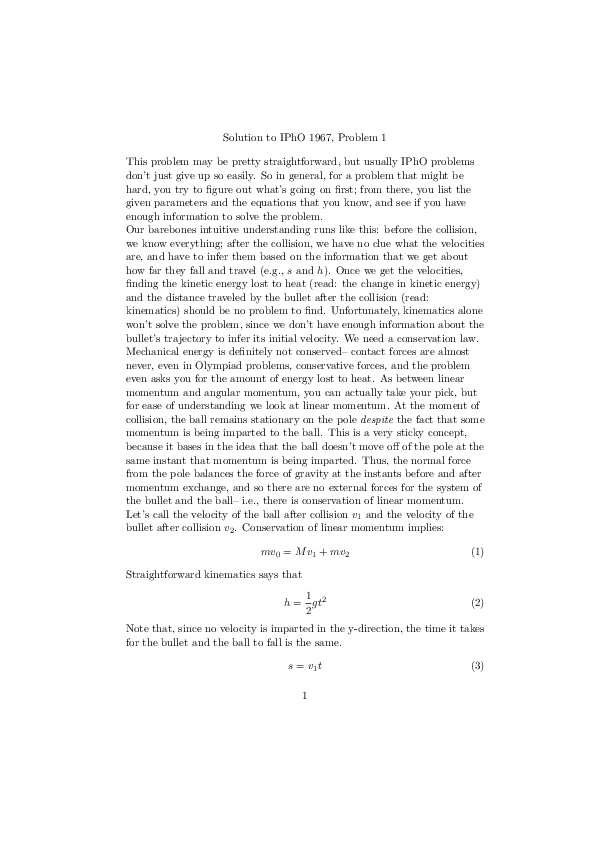 Solution to IPhO 1967, Problem 1
This problem may be pretty straightforward, but usually IPhO problems
don't just give up so easily. So in general, for a problem that might be
hard, you try to figure out what's going on first; from there, you list the
given parameters and the equations that you know, and see if you have
enough information to solve the problem.
Our barebones intuitive understanding runs like this: before the collision,
we know everything; after the collision, we have no clue what the velocities
are, and have to infer them based on the information that we get about
how far they fall and travel (e.g., s and h). Once we get the velocities,
finding the kinetic energy lost to heat (read: the change in kinetic energy)
and the distance traveled by the bullet after the collision (read:
kinematics) should be no problem to find. Unfortunately, kinematics alone
won't solve the problem, since we don't have enough information about the
bullet's trajectory to infer its initial velocity. We need a conservation law.
Mechanical energy is definitely not conserved– contact forces are almost
never, even in Olympiad problems, conservative forces, and the problem
even asks you for the amount of energy lost to heat. As between linear
momentum and angular momentum, you can actually take your pick, but
for ease of understanding we look at linear momentum. At the moment of
collision, the ball remains stationary on the pole despite the fact that some
momentum is being imparted to the ball. This is a very sticky concept,
because it bases in the idea that the ball doesn't move off of the pole at the
same instant that momentum is being imparted. Thus, the normal force
from the pole balances the force of gravity at the instants before and after
momentum exchange, and so there are no external forces for the system of
the bullet and the ball– i.e., there is conservation of linear momentum.
Let's call the velocity of the ball after collision v₁ and the velocity of the
bullet after collision v₂. Conservation of linear momentum implies:
mv₀ = Mv₁ + mv₂ (1)
Straightforward kinematics says that
h = 1/2 gt² (2)
Note that, since no velocity is imparted in the y-direction, the time it takes
for the bullet and the ball to fall is the same.
s = v₁t (3)
1